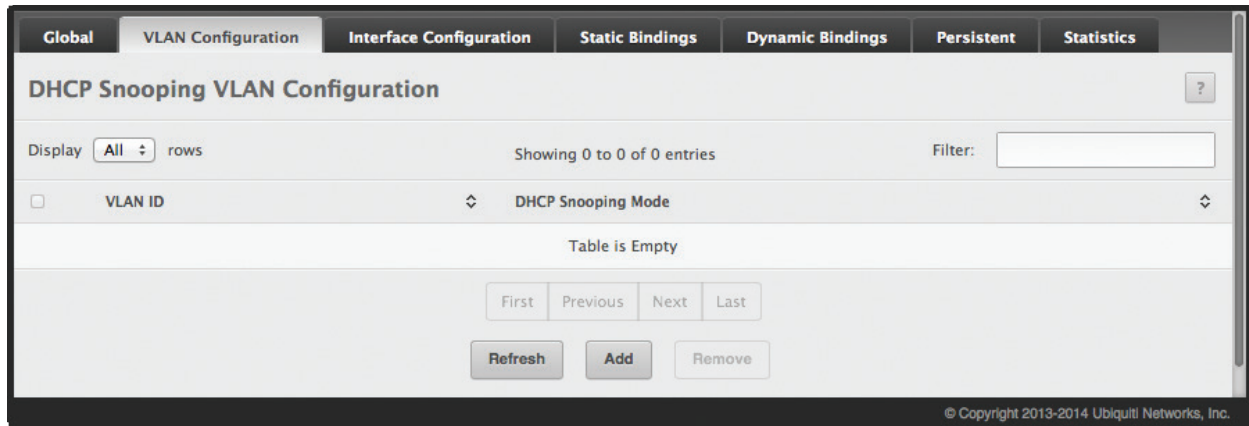 Global VLAN Configuration Interface Configuration Static Bindings Dynamic Bindings Persistent Statistics
DHCP Snooping VLAN Configuration ?
Display All rows Showing 0 to 0 of 0 entries Filter:
VLAN ID DHCP Snooping Mode
Table is Empty
First Previous Next Last
Refresh Add Remove
© Copyright 2013-2014 Ubiquiti Networks, Inc.